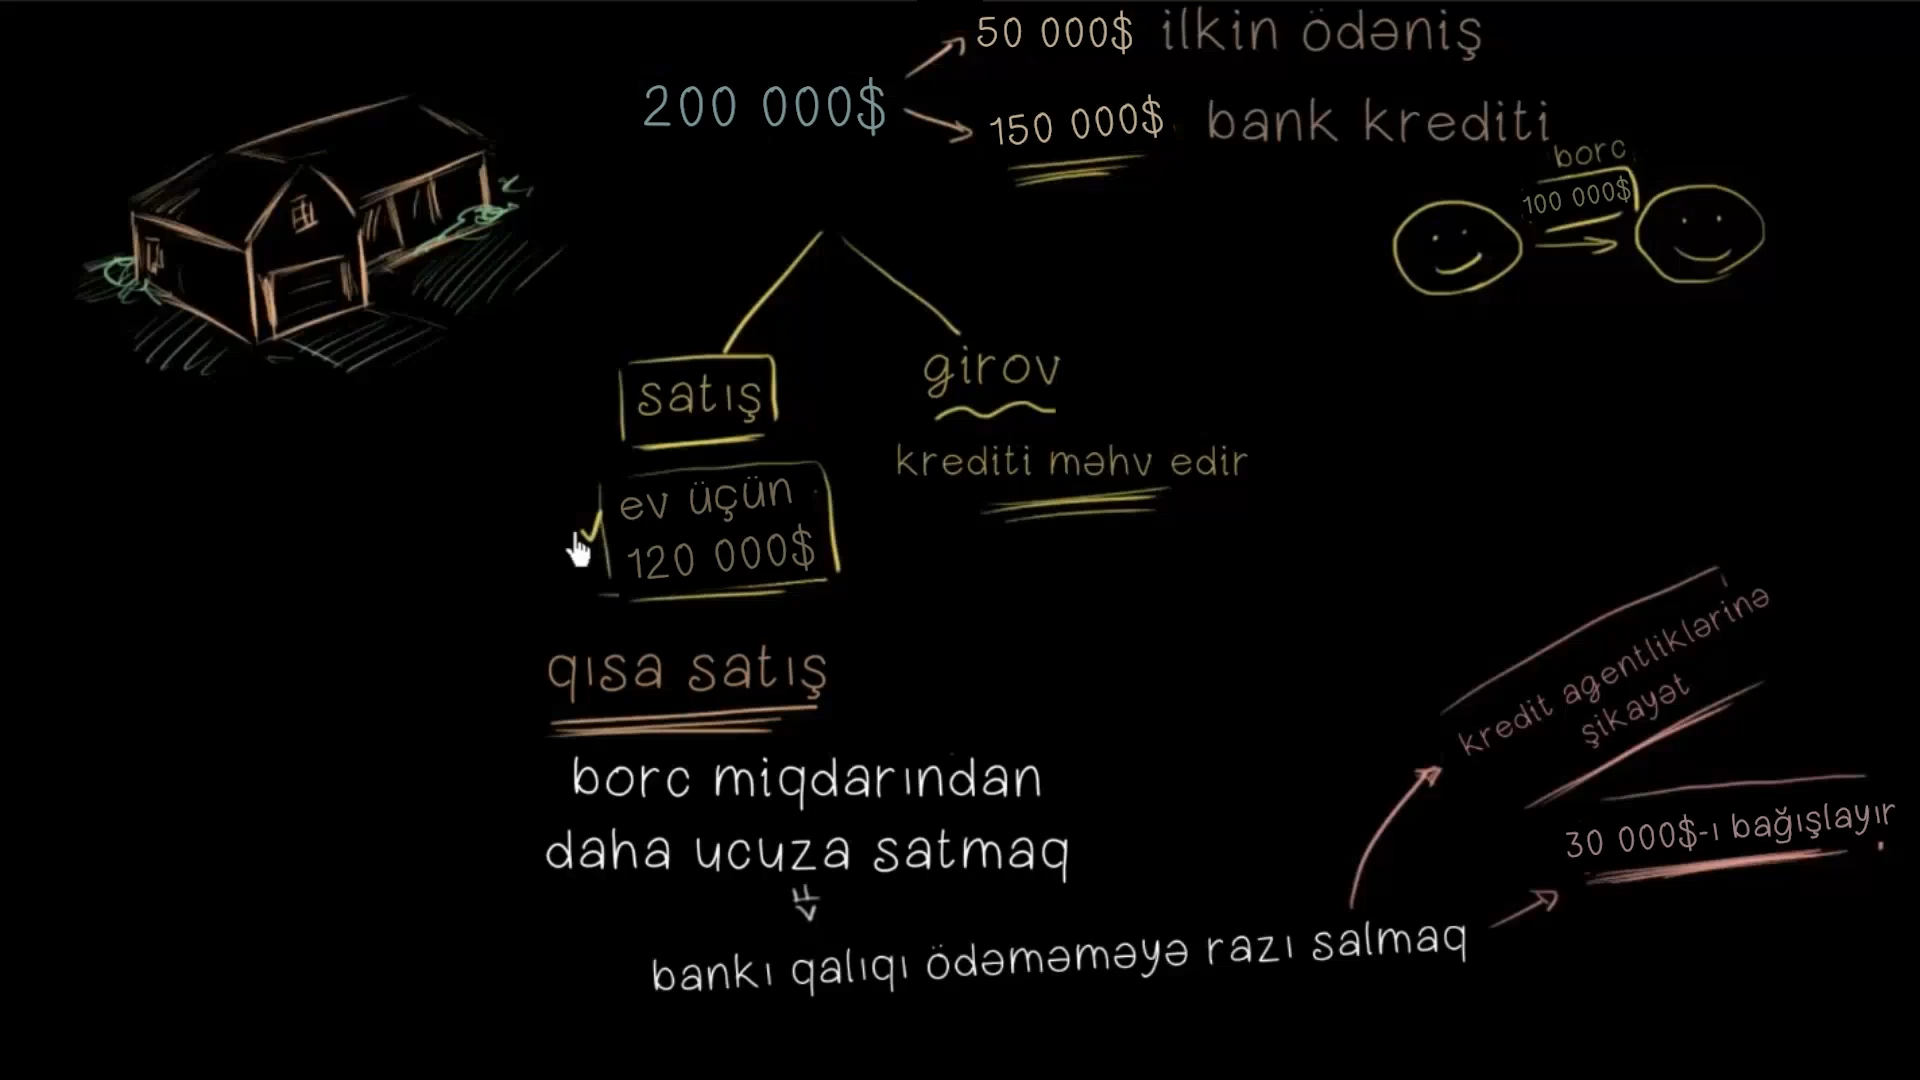 50 000$ ilkin ödəniş
200 000$
150 000$ bank krediti
borc
100 000$
satış
girov
krediti məhv edir
ev üçün
120 000$
qısa satış
borc miqdarından
daha ucuza satmaq
bankı qalıqı ödəməməyə razı salmaq
kredit agentliklərinə
şikayət
30 000$-ı bağışlayır